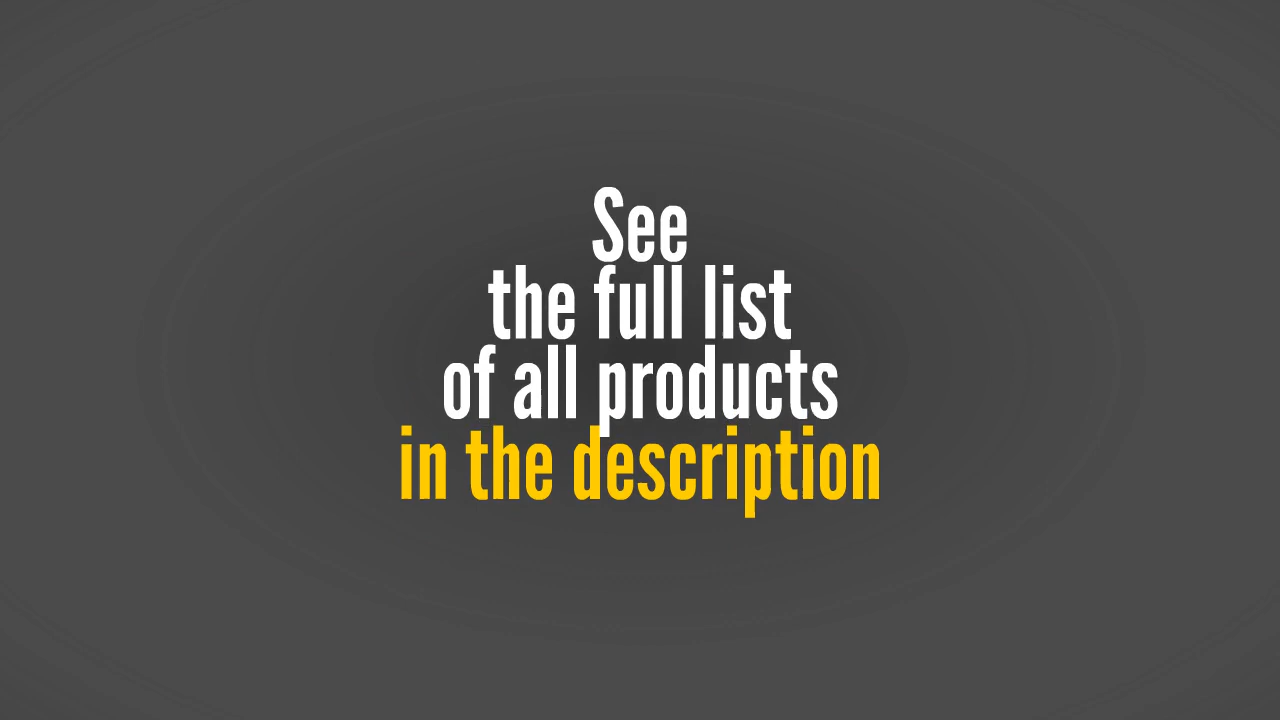 See
the full list
of all products
in the description